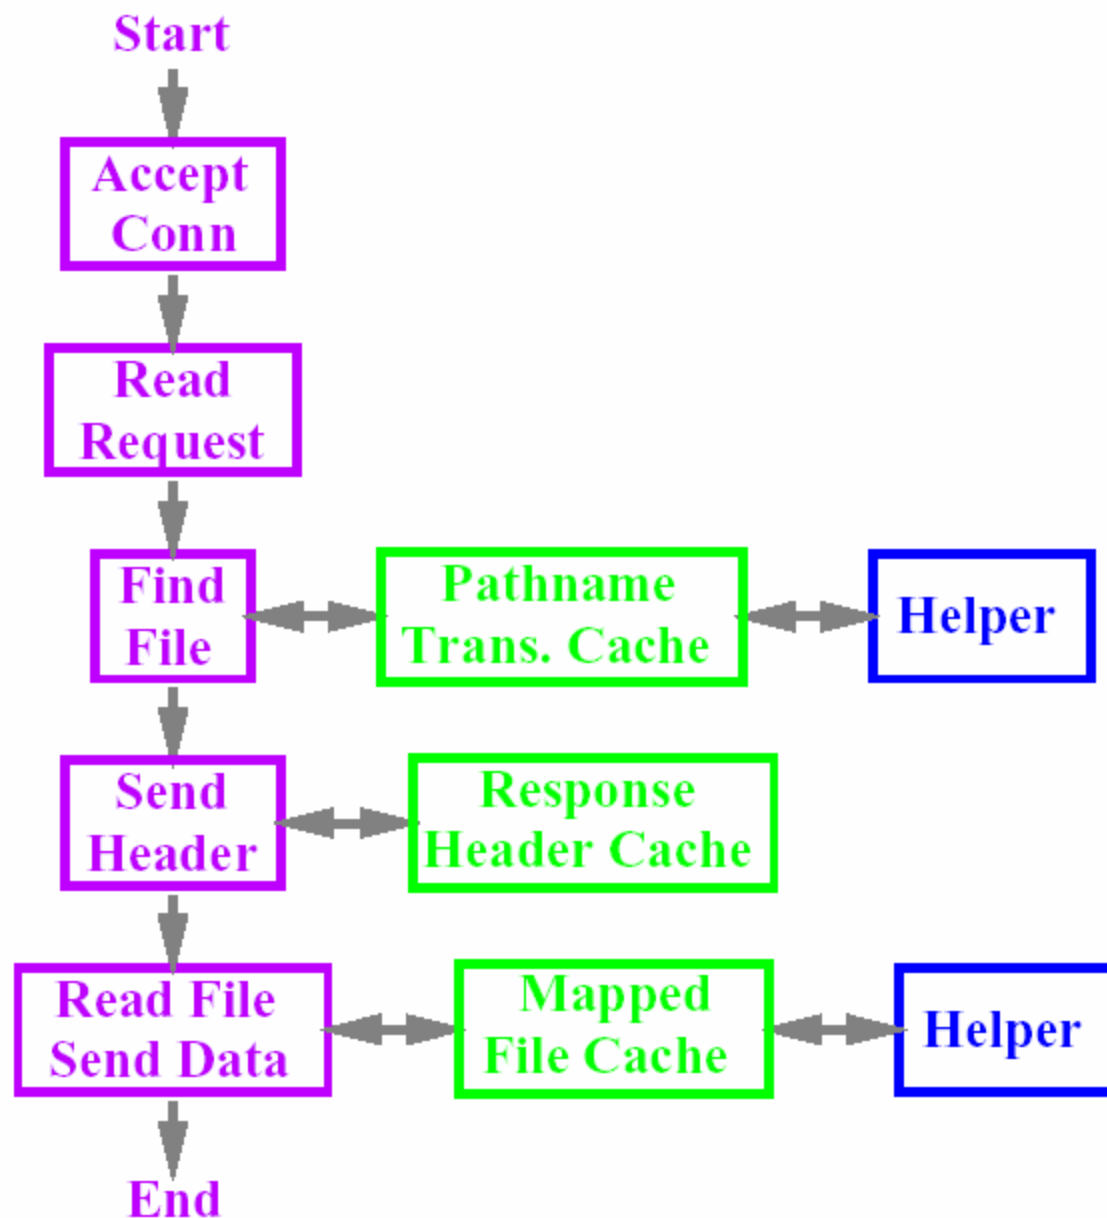 Start
Accept
Conn
Read
Request
Find
File
Pathname
Trans. Cache
Helper
Send
Header
Response
Header Cache
Read File
Send Data
Mapped
File Cache
Helper
End